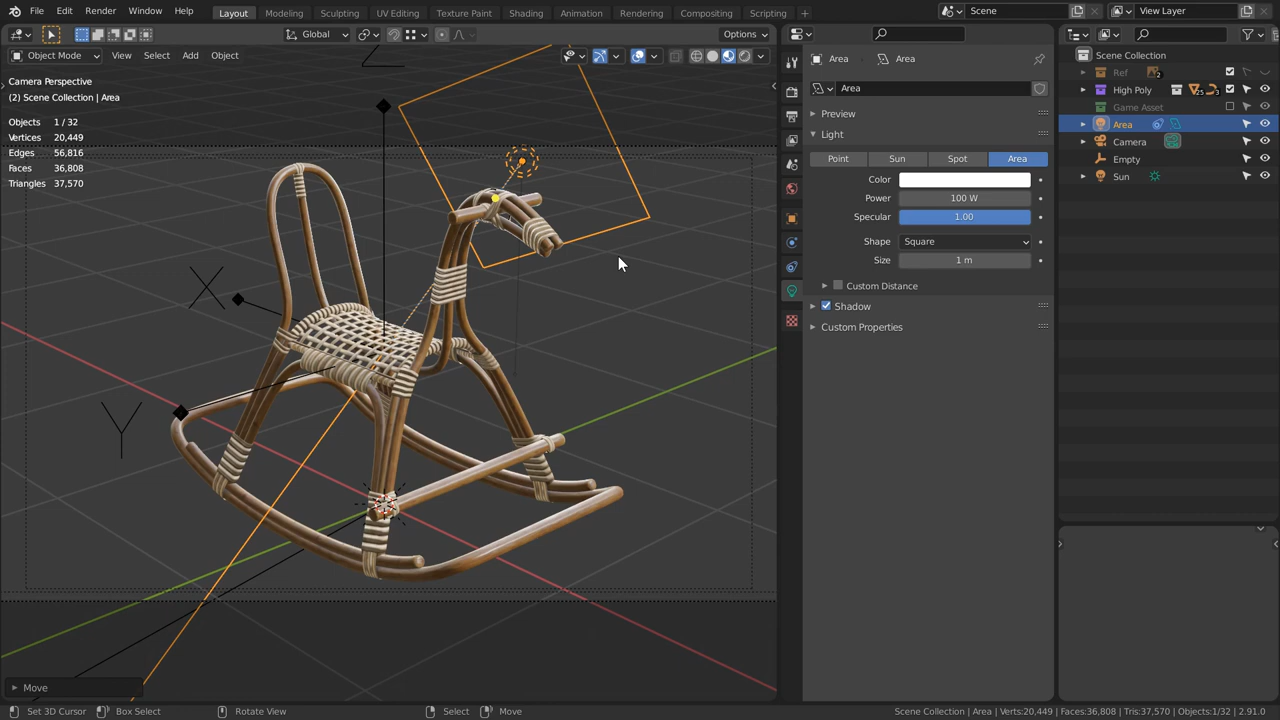 File Edit Render Window Help
Layout Modeling Sculpting UV Editing Texture Paint Shading Animation Rendering Compositing Scripting +
Scene
View Layer
Global
Options
Object Mode View Select Add Object
Camera Perspective
(2) Scene Collection | Area
Objects 1 / 32
Vertices 20,449
Edges 56,816
Faces 36,808
Triangles 37,570
Z
X
Y
Move
Area Area
Area
Preview
Light
Point Sun Spot Area
Color
Power 100 W
Specular 1.00
Shape Square
Size 1 m
Custom Distance
Shadow
Custom Properties
Scene Collection
Ref 2
High Poly 25 3
Game Asset
Area
Camera
Empty
Sun
Set 3D Cursor Box Select Rotate View Select Move
Scene Collection | Area | Verts:20,449 | Faces:36,808 | Tris:37,570 | Objects:1/32 | 2.91.0